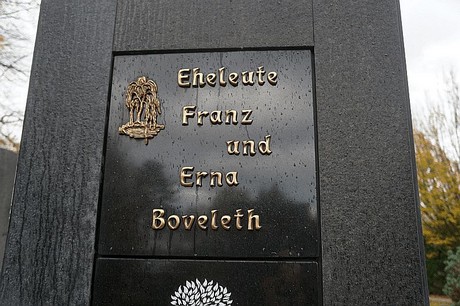 Eheleute
Franz
und
Erna
Boveleth